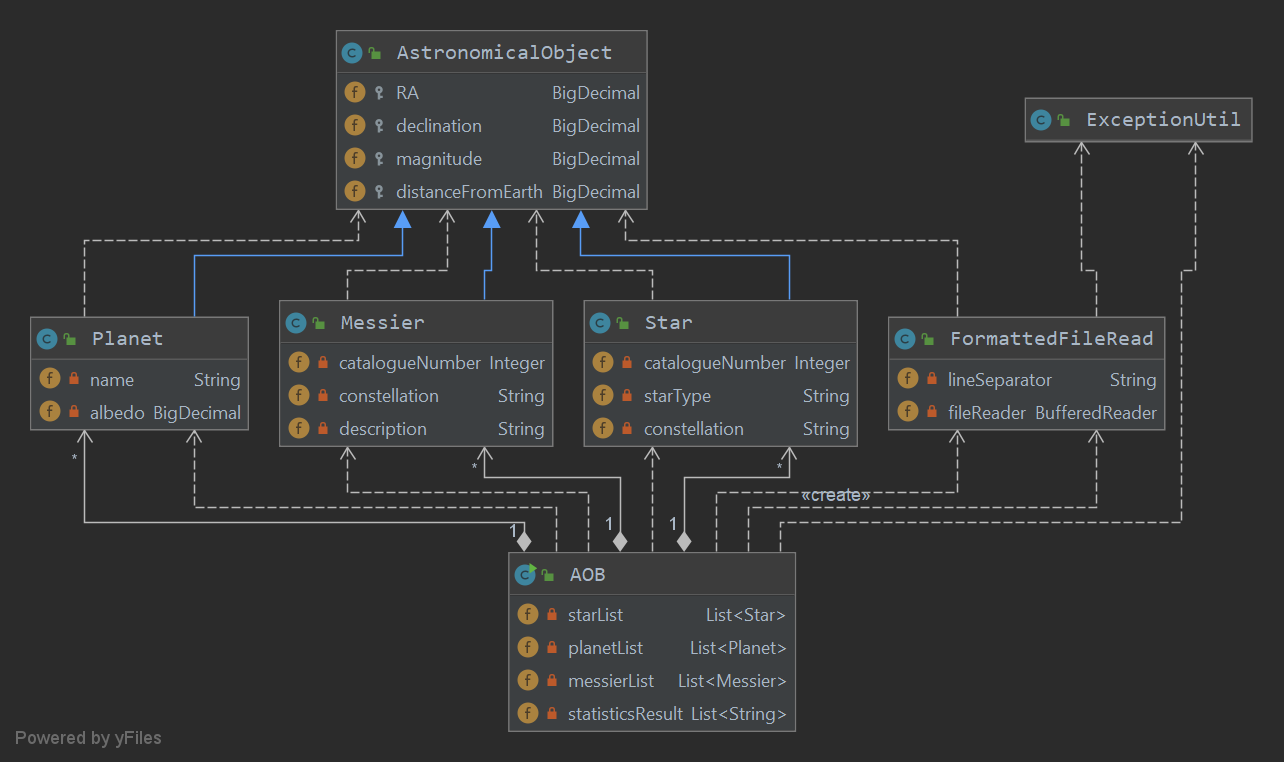 AstronomicalObject
RA BigDecimal
declination BigDecimal
magnitude BigDecimal
distanceFromEarth BigDecimal
ExceptionUtil
Planet
name String
albedo BigDecimal
Messier
catalogueNumber Integer
constellation String
description String
Star
catalogueNumber Integer
starType String
constellation String
FormattedFileRead
lineSeparator String
fileReader BufferedReader
* * *
«create»
1 1 1
AOB
starList List<Star>
planetList List<Planet>
messierList List<Messier>
statisticsResult List<String>
Powered by yFiles